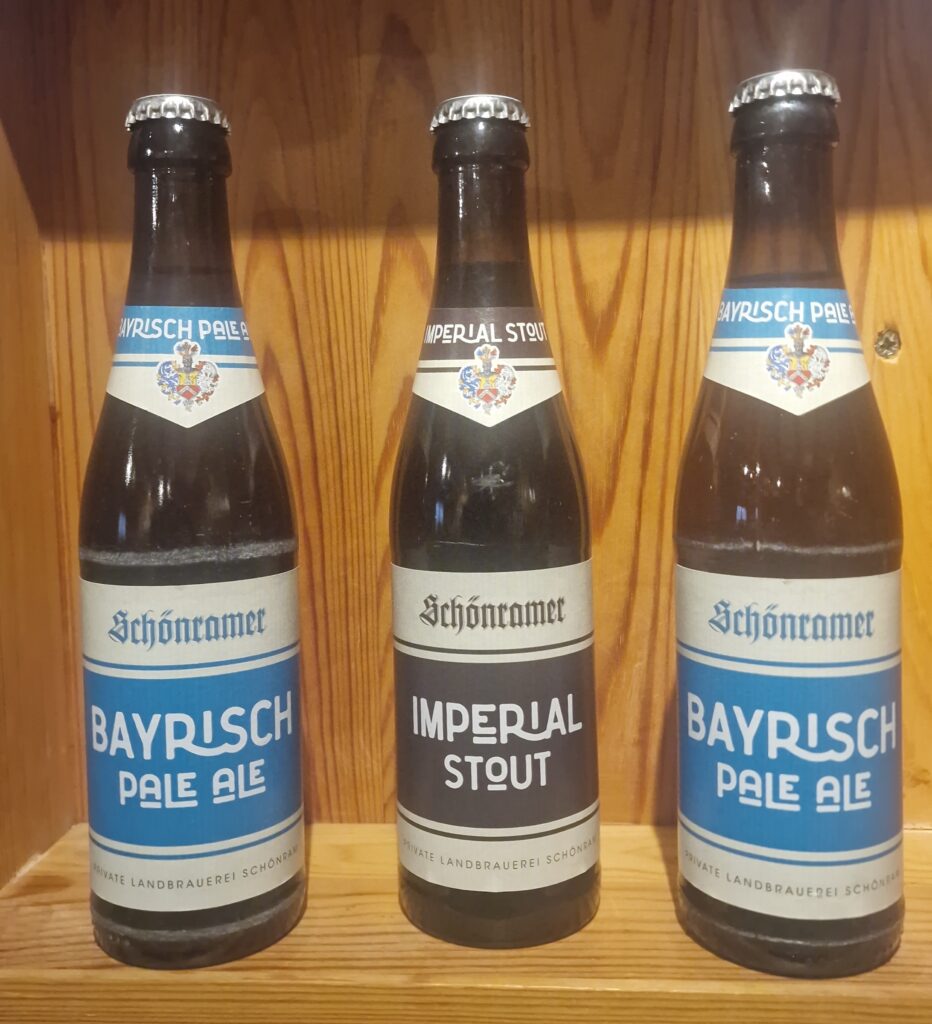 BAYRISCH PALE A
Schönramer
BAYRISCH
PALE ALE
PRIVATE LANDBRAUEREI SCHÖNRAM
IMPERIAL STOUT
Schönramer
IMPERIAL
STOUT
PRIVATE LANDBRAUEREI SCHÖNRAM
BAYRISCH PALE A
Schönramer
BAYRISCH
PALE ALE
PRIVATE LANDBRAUEREI SCHÖNRAM